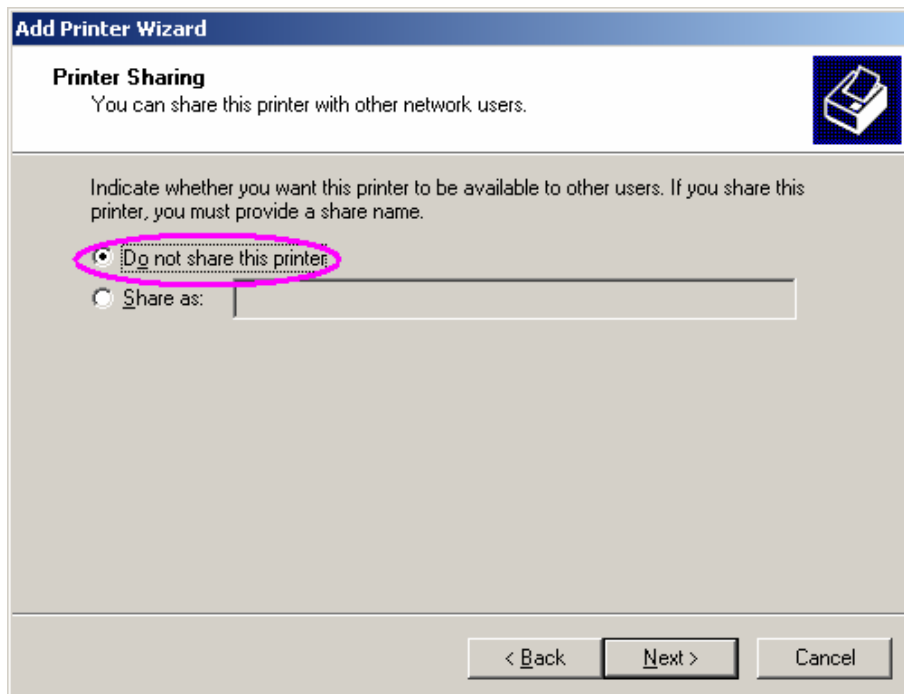 Add Printer Wizard
Printer Sharing
You can share this printer with other network users.
Indicate whether you want this printer to be available to other users. If you share this
printer, you must provide a share name.
Do not share this printer
Share as:
< Back
Next >
Cancel